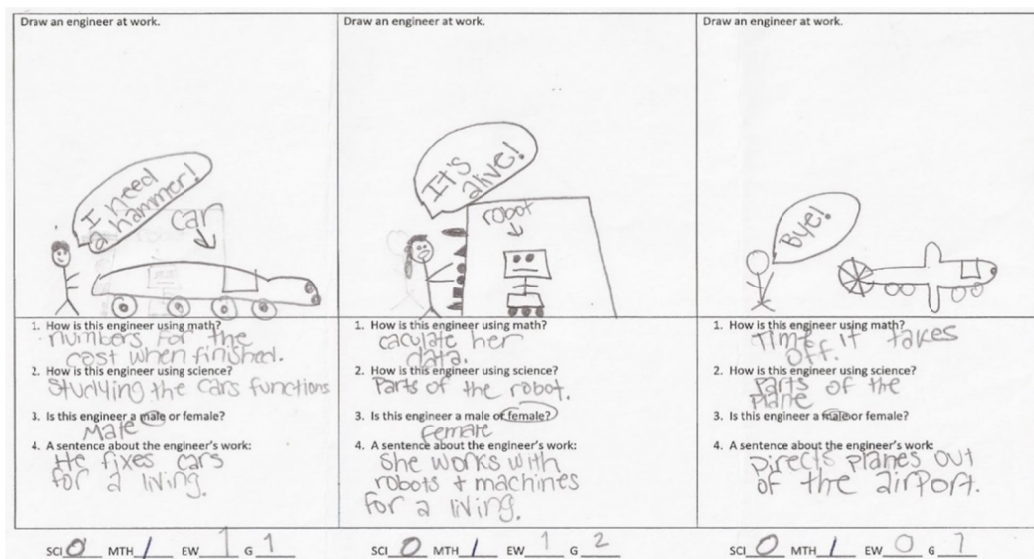 Draw an engineer at work.
I need
a hammer!
car
1. How is this engineer using math?
numbers for the
cost when finished.
2. How is this engineer using science?
Studying the cars functions
3. Is this engineer a male or female?
Male
4. A sentence about the engineer's work:
He fixes cars
for a living.
SCI 0 MTH / EW 1 G 1
Draw an engineer at work.
It's
alive!
robot
1. How is this engineer using math?
caculate her
data.
2. How is this engineer using science?
Parts of the robot.
3. Is this engineer a male or female?
Female
4. A sentence about the engineer's work:
She works with
robots + machines
for a living.
SCI 0 MTH / EW 1 G 2
Draw an engineer at work.
Bye!
1. How is this engineer using math?
Time it takes
off.
2. How is this engineer using science?
Parts of the
Plane
3. Is this engineer a male or female?
4. A sentence about the engineer's work
Directs planes out
of the airport.
SCI 0 MTH / EW 0 G 1